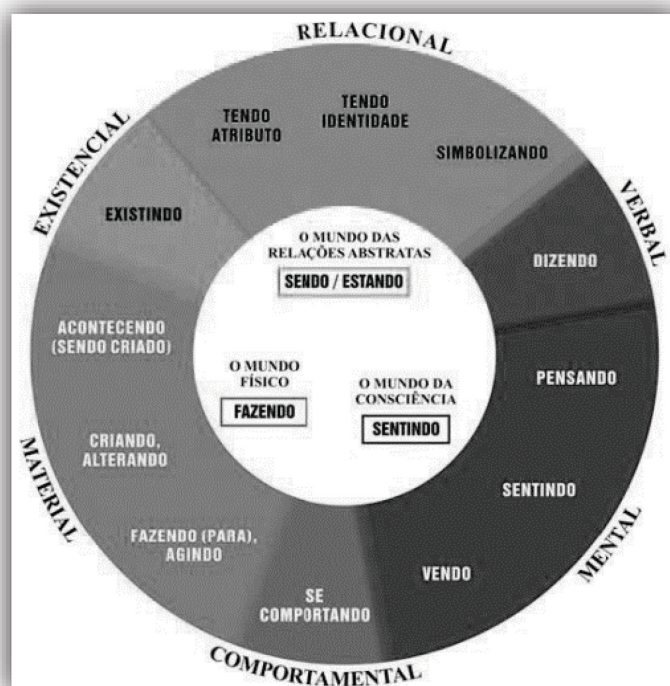 RELACIONAL
TENDO
ATRIBUTO
TENDO
IDENTIDADE
SIMBOLIZANDO
EXISTENCIAL
EXISTINDO
VERBAL
DIZENDO
O MUNDO DAS
RELAÇÕES ABSTRATAS
SENDO / ESTANDO
ACONTECENDO
(SENDO CRIADO)
O MUNDO
FÍSICO
FAZENDO
O MUNDO DA
CONSCIÊNCIA
SENTINDO
PENSANDO
CRIANDO,
ALTERANDO
SENTINDO
MATERIAL
FAZENDO (PARA),
AGINDO
VENDO
MENTAL
SE
COMPORTANDO
COMPORTAMENTAL